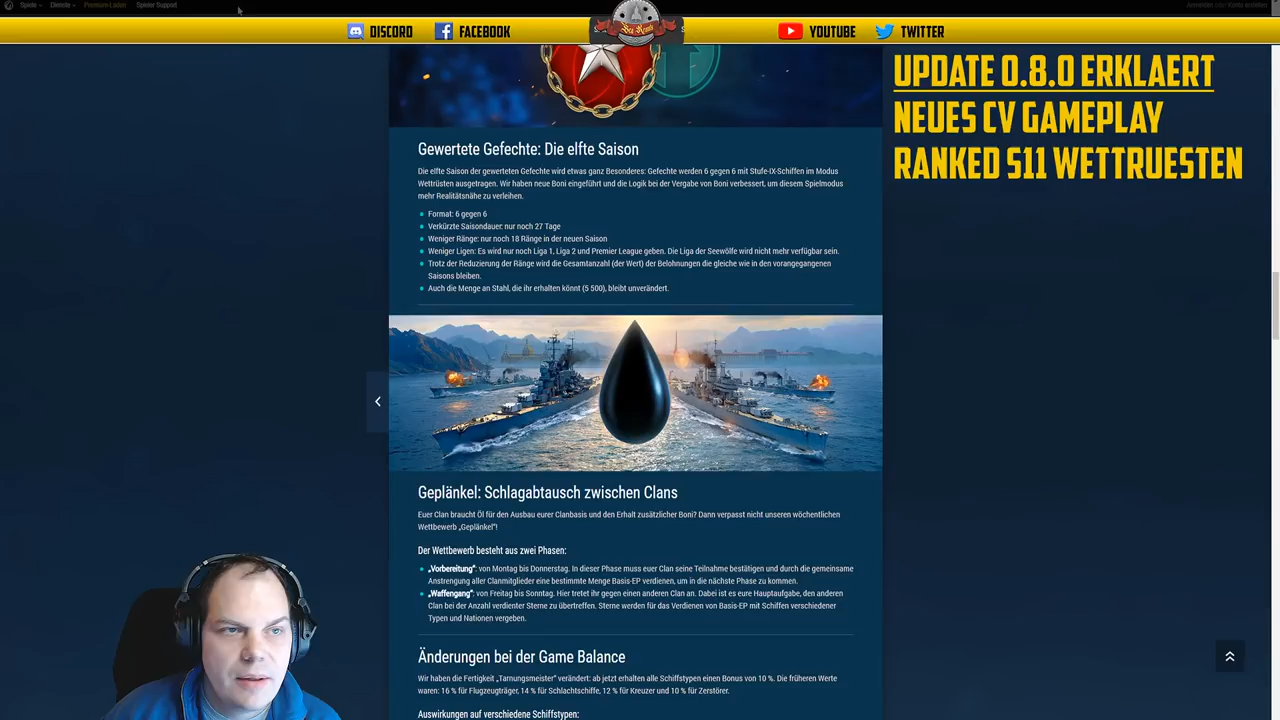 Spiele Dienste Premium-Laden Spieler Support
DISCORD FACEBOOK YOUTUBE TWITTER
UPDATE 0.8.0 ERKLAERT
NEUES CV GAMEPLAY
RANKED S11 WETTRUESTEN
Gewertete Gefechte: Die elfte Saison
Die elfte Saison der gewerteten Gefechte wird etwas ganz Besonderes: Gefechte werden 6 gegen 6 mit Stufe-IX-Schiffen im Modus
Wettrüsten ausgetragen. Wir haben neue Boni eingeführt und die Logik bei der Vergabe von Boni verbessert, um diesem Spielmodus
mehr Realitätsnähe zu verleihen.
Format: 6 gegen 6
Verkürzte Saisondauer: nur noch 27 Tage
Weniger Ränge: nur noch 18 Ränge in der neuen Saison
Weniger Ligen: Es wird nur noch Liga 1, Liga 2 und Premier League geben. Die Liga der Seewölfe wird nicht mehr verfügbar sein.
Trotz der Reduzierung der Ränge wird die Gesamtanzahl (der Wert) der Belohnungen die gleiche wie in den vorangegangenen
Saisons bleiben.
Auch die Menge an Stahl, die ihr erhalten könnt (5 500), bleibt unverändert.
Geplänkel: Schlagabtausch zwischen Clans
Euer Clan braucht Öl für den Ausbau eurer Clanbasis und den Erhalt zusätzlicher Boni? Dann verpasst nicht unseren wöchentlichen
Wettbewerb „Geplänkel“!
Der Wettbewerb besteht aus zwei Phasen:
„Vorbereitung“: von Montag bis Donnerstag. In dieser Phase muss euer Clan seine Teilnahme bestätigen und durch die gemeinsame
Anstrengung aller Clanmitglieder eine bestimmte Menge Basis-EP verdienen, um in die nächste Phase zu kommen.
„Waffengang“: von Freitag bis Sonntag. Hier tretet ihr gegen einen anderen Clan an. Dabei ist es eure Hauptaufgabe, den anderen
Clan bei der Anzahl verdienter Sterne zu übertreffen. Sterne werden für das Verdienen von Basis-EP mit Schiffen verschiedener
Typen und Nationen vergeben.
Änderungen bei der Game Balance
Wir haben die Fertigkeit „Tarnungsmeister“ verändert: ab jetzt erhalten alle Schiffstypen einen Bonus von 10 %. Die früheren Werte
waren: 16 % für Flugzeugträger, 14 % für Schlachtschiffe, 12 % für Kreuzer und 10 % für Zerstörer.
Auswirkungen auf verschiedene Schiffstypen: